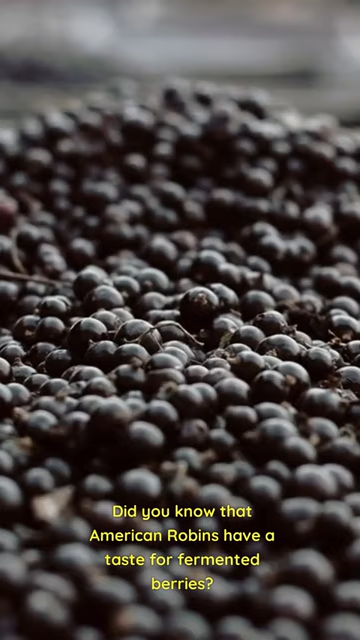 Did you know that
American Robins have a
taste for fermented
berries?